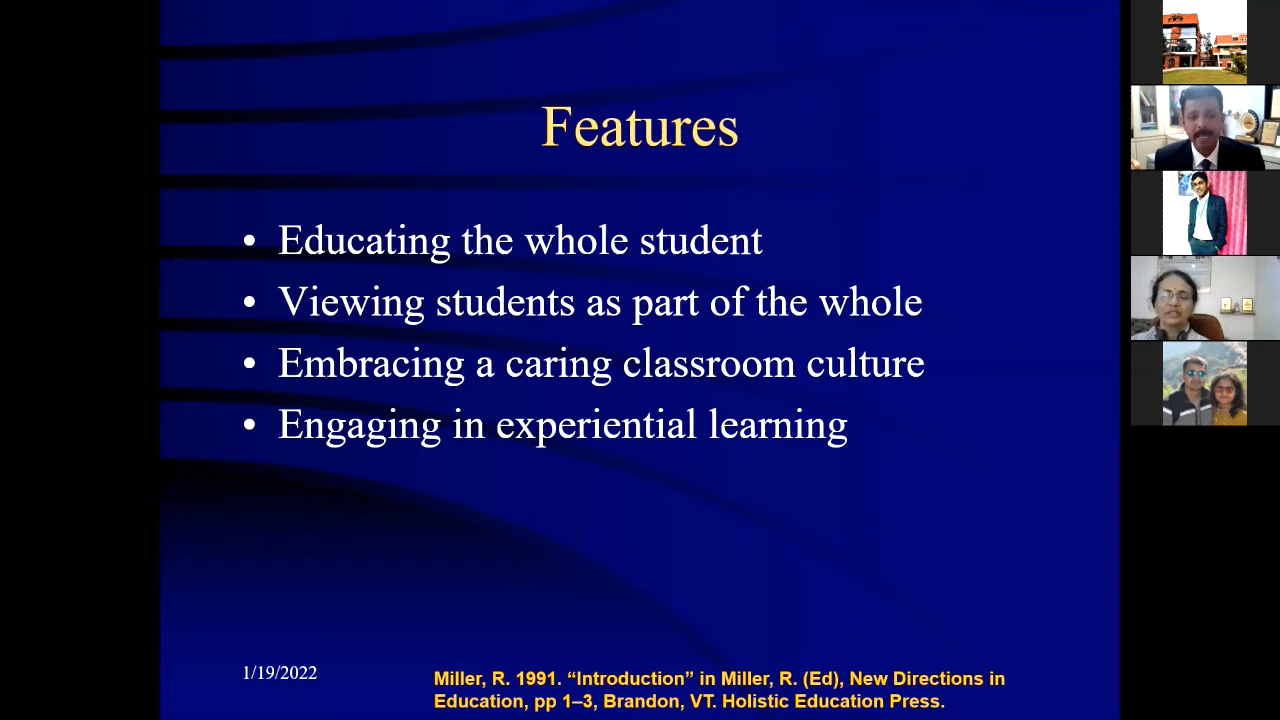 Features
• Educating the whole student
• Viewing students as part of the whole
• Embracing a caring classroom culture
• Engaging in experiential learning
1/19/2022
Miller, R. 1991. “Introduction” in Miller, R. (Ed), New Directions in
Education, pp 1–3, Brandon, VT. Holistic Education Press.